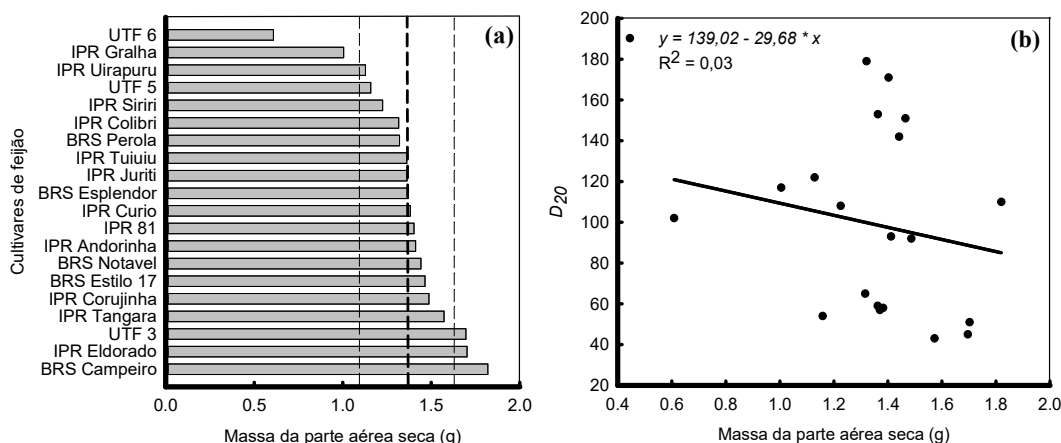 (a)
Cultivares de feijão
UTF 6
IPR Gralha
IPR Uirapuru
UTF 5
IPR Siriri
IPR Colibri
BRS Perola
IPR Tuiuiu
IPR Juriti
BRS Esplendor
IPR Curio
IPR 81
IPR Andorinha
BRS Notavel
BRS Estilo 17
IPR Corujinha
IPR Tangara
UTF 3
IPR Eldorado
BRS Campeiro
0.0 0.5 1.0 1.5 2.0
Massa da parte aérea seca (g)
(b)
y = 139,02 - 29,68 * x
R² = 0,03
D20
200
180
160
140
120
100
80
60
40
20
0.4 0.6 0.8 1.0 1.2 1.4 1.6 1.8 2.0
Massa da parte aérea seca (g)